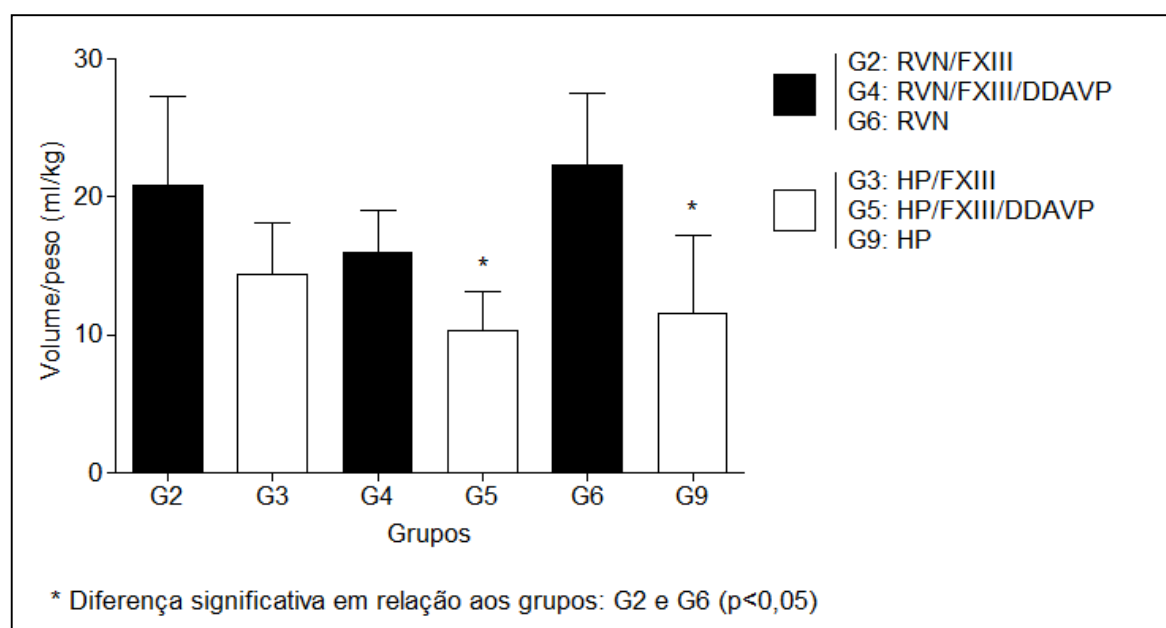 30
20
10
0
Volume/peso (ml/kg)
*
*
G2
G3
G4
G5
G6
G9
Grupos
G2: RVN/FXIII
G4: RVN/FXIII/DDAVP
G6: RVN
G3: HP/FXIII
G5: HP/FXIII/DDAVP
G9: HP
* Diferença significativa em relação aos grupos: G2 e G6 (p<0,05)